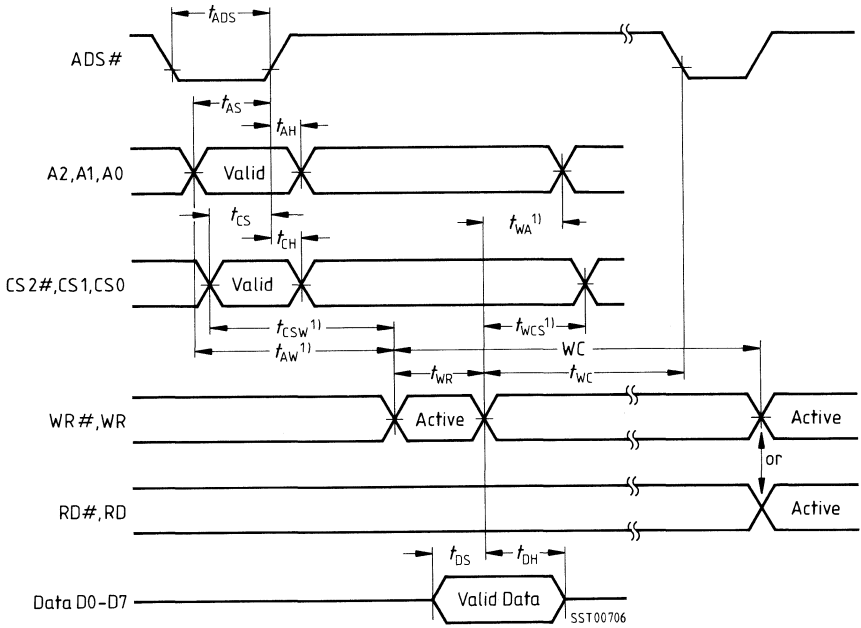 tADS
ADS#
tAS
tAH
A2,A1,A0
Valid
tCS
tWA1)
tCH
CS2#,CS1,CS0
Valid
tCSW1)
tWCS1)
tAW1)
WC
tWR
tWC
WR#,WR
Active
Active
or
RD#,RD
Active
tDS
tDH
Data D0-D7
Valid Data
SST00706